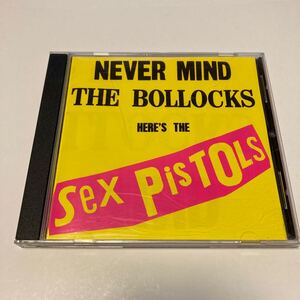 NEVER MIND
THE BOLLOCKS
HERE'S THE
Sex PisTOLs